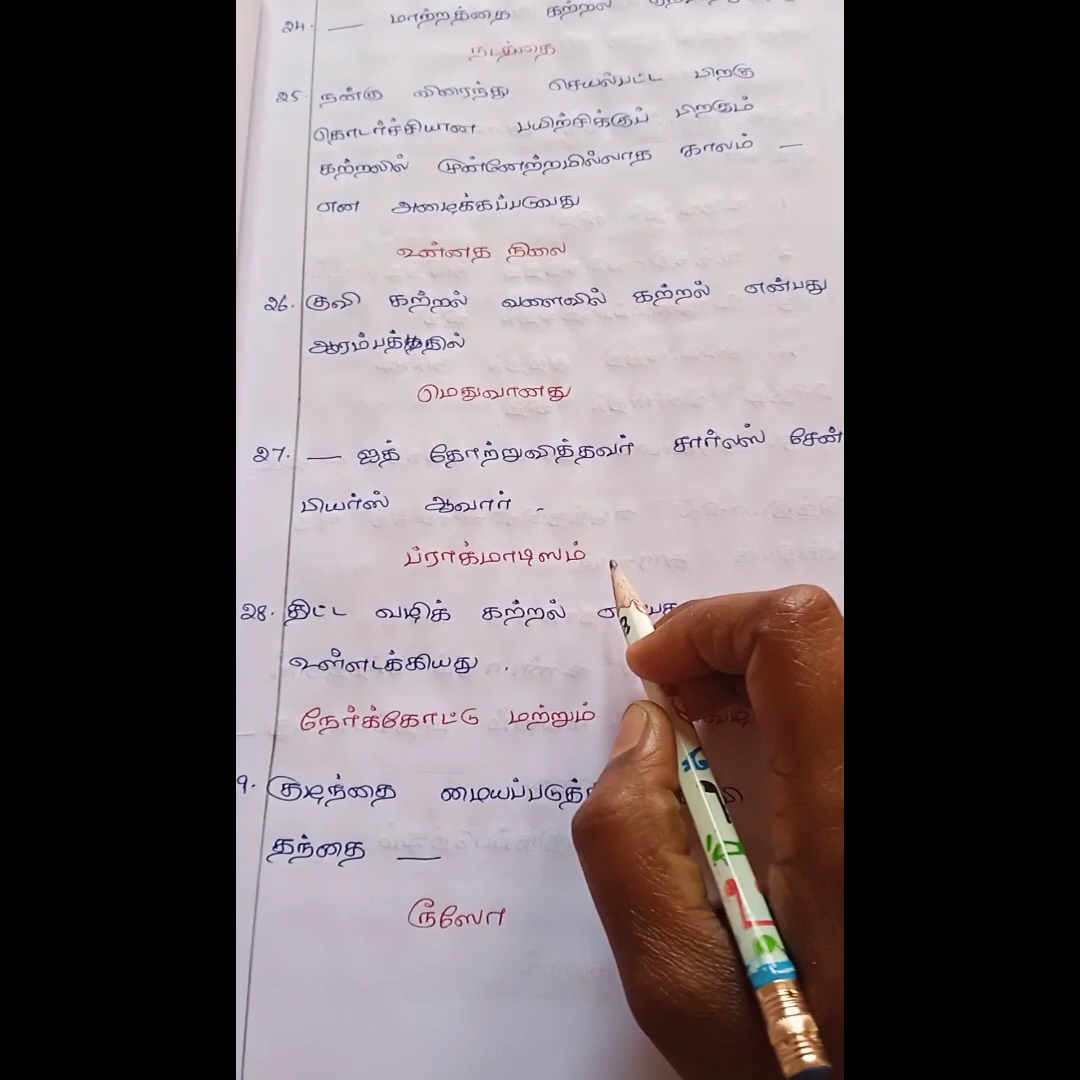 24. — மாற்றத்தை கற்றல்
நடத்தை
25. நன்கு விரைந்து செயல்பட்ட பிறகு
தொடர்ச்சியான பயிற்சிக்குப் பிறகும்
கற்றலில் முன்னேற்றமில்லாத காலம் —
என அழைக்கப்படுவது
உன்னத நிலை
26. குவி கற்றல் வளைவில் கற்றல் என்பது
ஆரம்பத்தில்
மெதுவானது
27. — ஐத் தோற்றுவித்தவர் சார்லஸ் சேன்
பியர்ஸ் ஆவார்.
ப்ராக்மாடிஸம்
28. திட்ட வழிக் கற்றல்
உள்ளடக்கியது.
நேர்க்கோட்டு மற்றும்
9. குழந்தை
தந்தை —
ரூஸோ